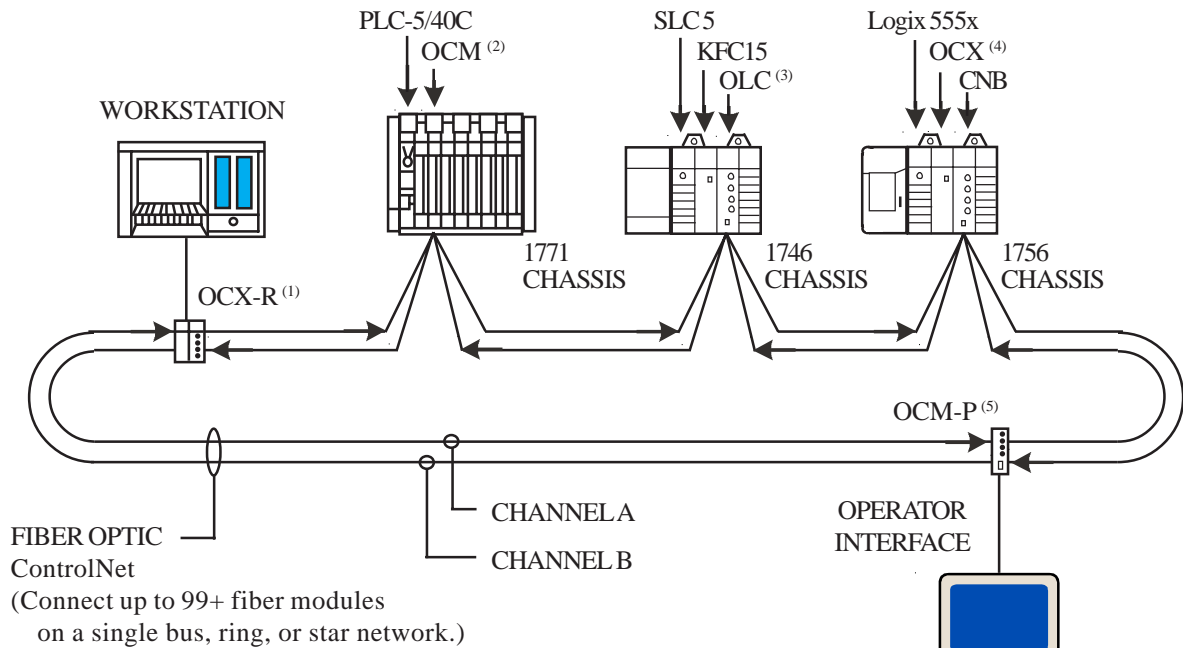 PLC-5/40C
OCM (2)
SLC 5
KFC15
OLC (3)
Logix 555x
OCX (4)
CNB
WORKSTATION
1771
CHASSIS
1746
CHASSIS
1756
CHASSIS
OCX-R (1)
OCM-P (5)
CHANNEL A
CHANNEL B
OPERATOR
INTERFACE
FIBER OPTIC
ControlNet
(Connect up to 99+ fiber modules
on a single bus, ring, or star network.)